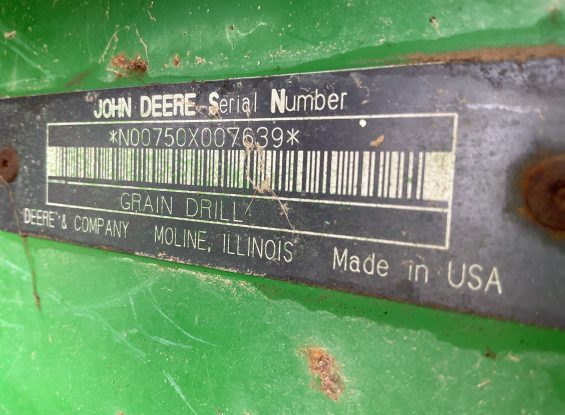 JOHN DEERE Serial Number
*N00750X007639*
GRAIN DRILL
DEERE & COMPANY MOLINE, ILLINOIS Made in USA